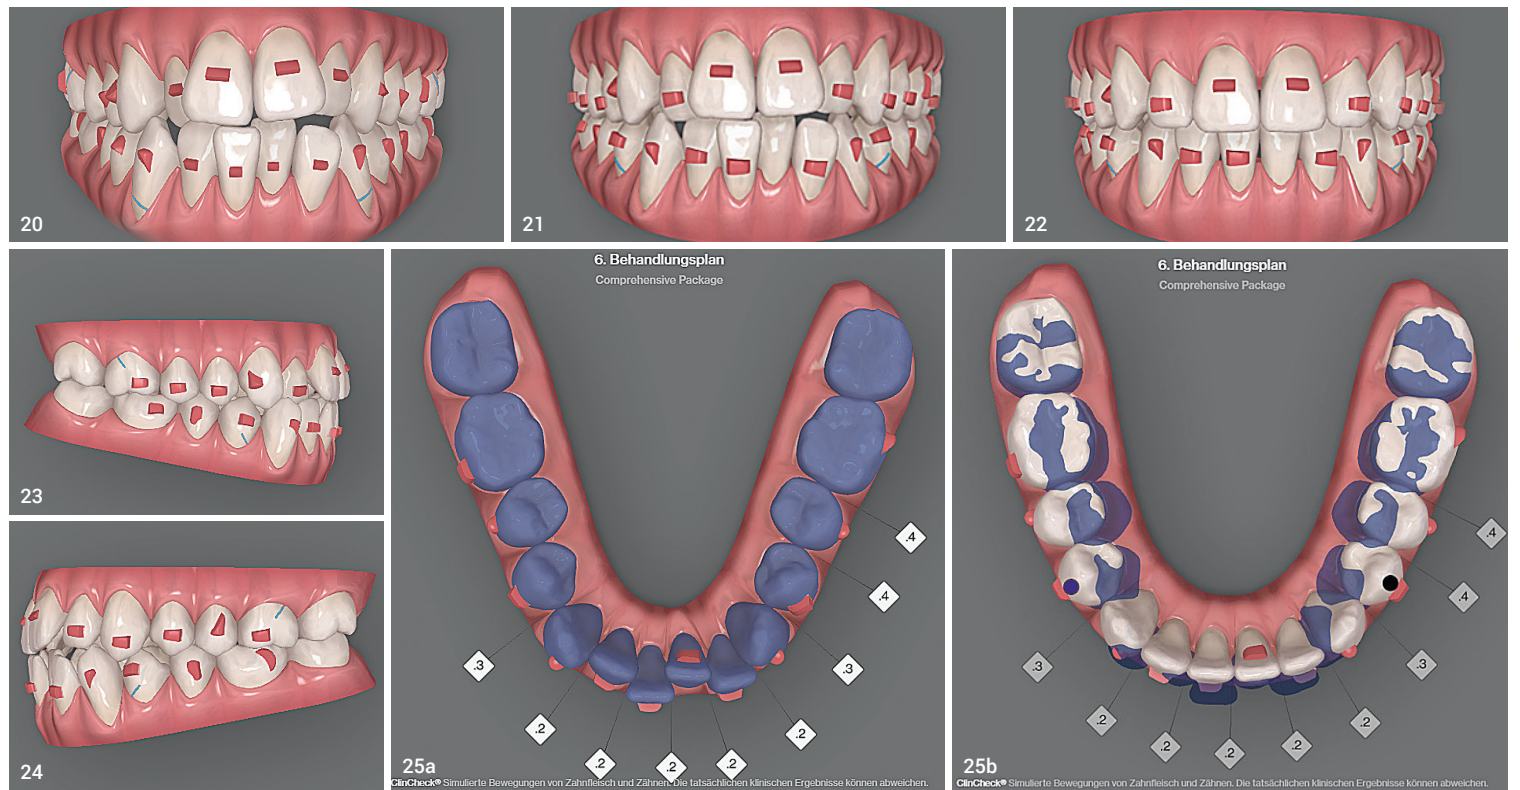 20
21
22
23
24
6. Behandlungsplan
Comprehensive Package
.4
.4
.3
.3
.2
.2
.2
.2
.2
25a
ClinCheck® Simulierte Bewegungen von Zahnfleisch und Zähnen. Die tatsächlichen klinischen Ergebnisse können abweichen.
6. Behandlungsplan
Comprehensive Package
.4
.4
.3
.3
.2
.2
.2
.2
.2
25b
ClinCheck® Simulierte Bewegungen von Zahnfleisch und Zähnen. Die tatsächlichen klinischen Ergebnisse können abweichen.